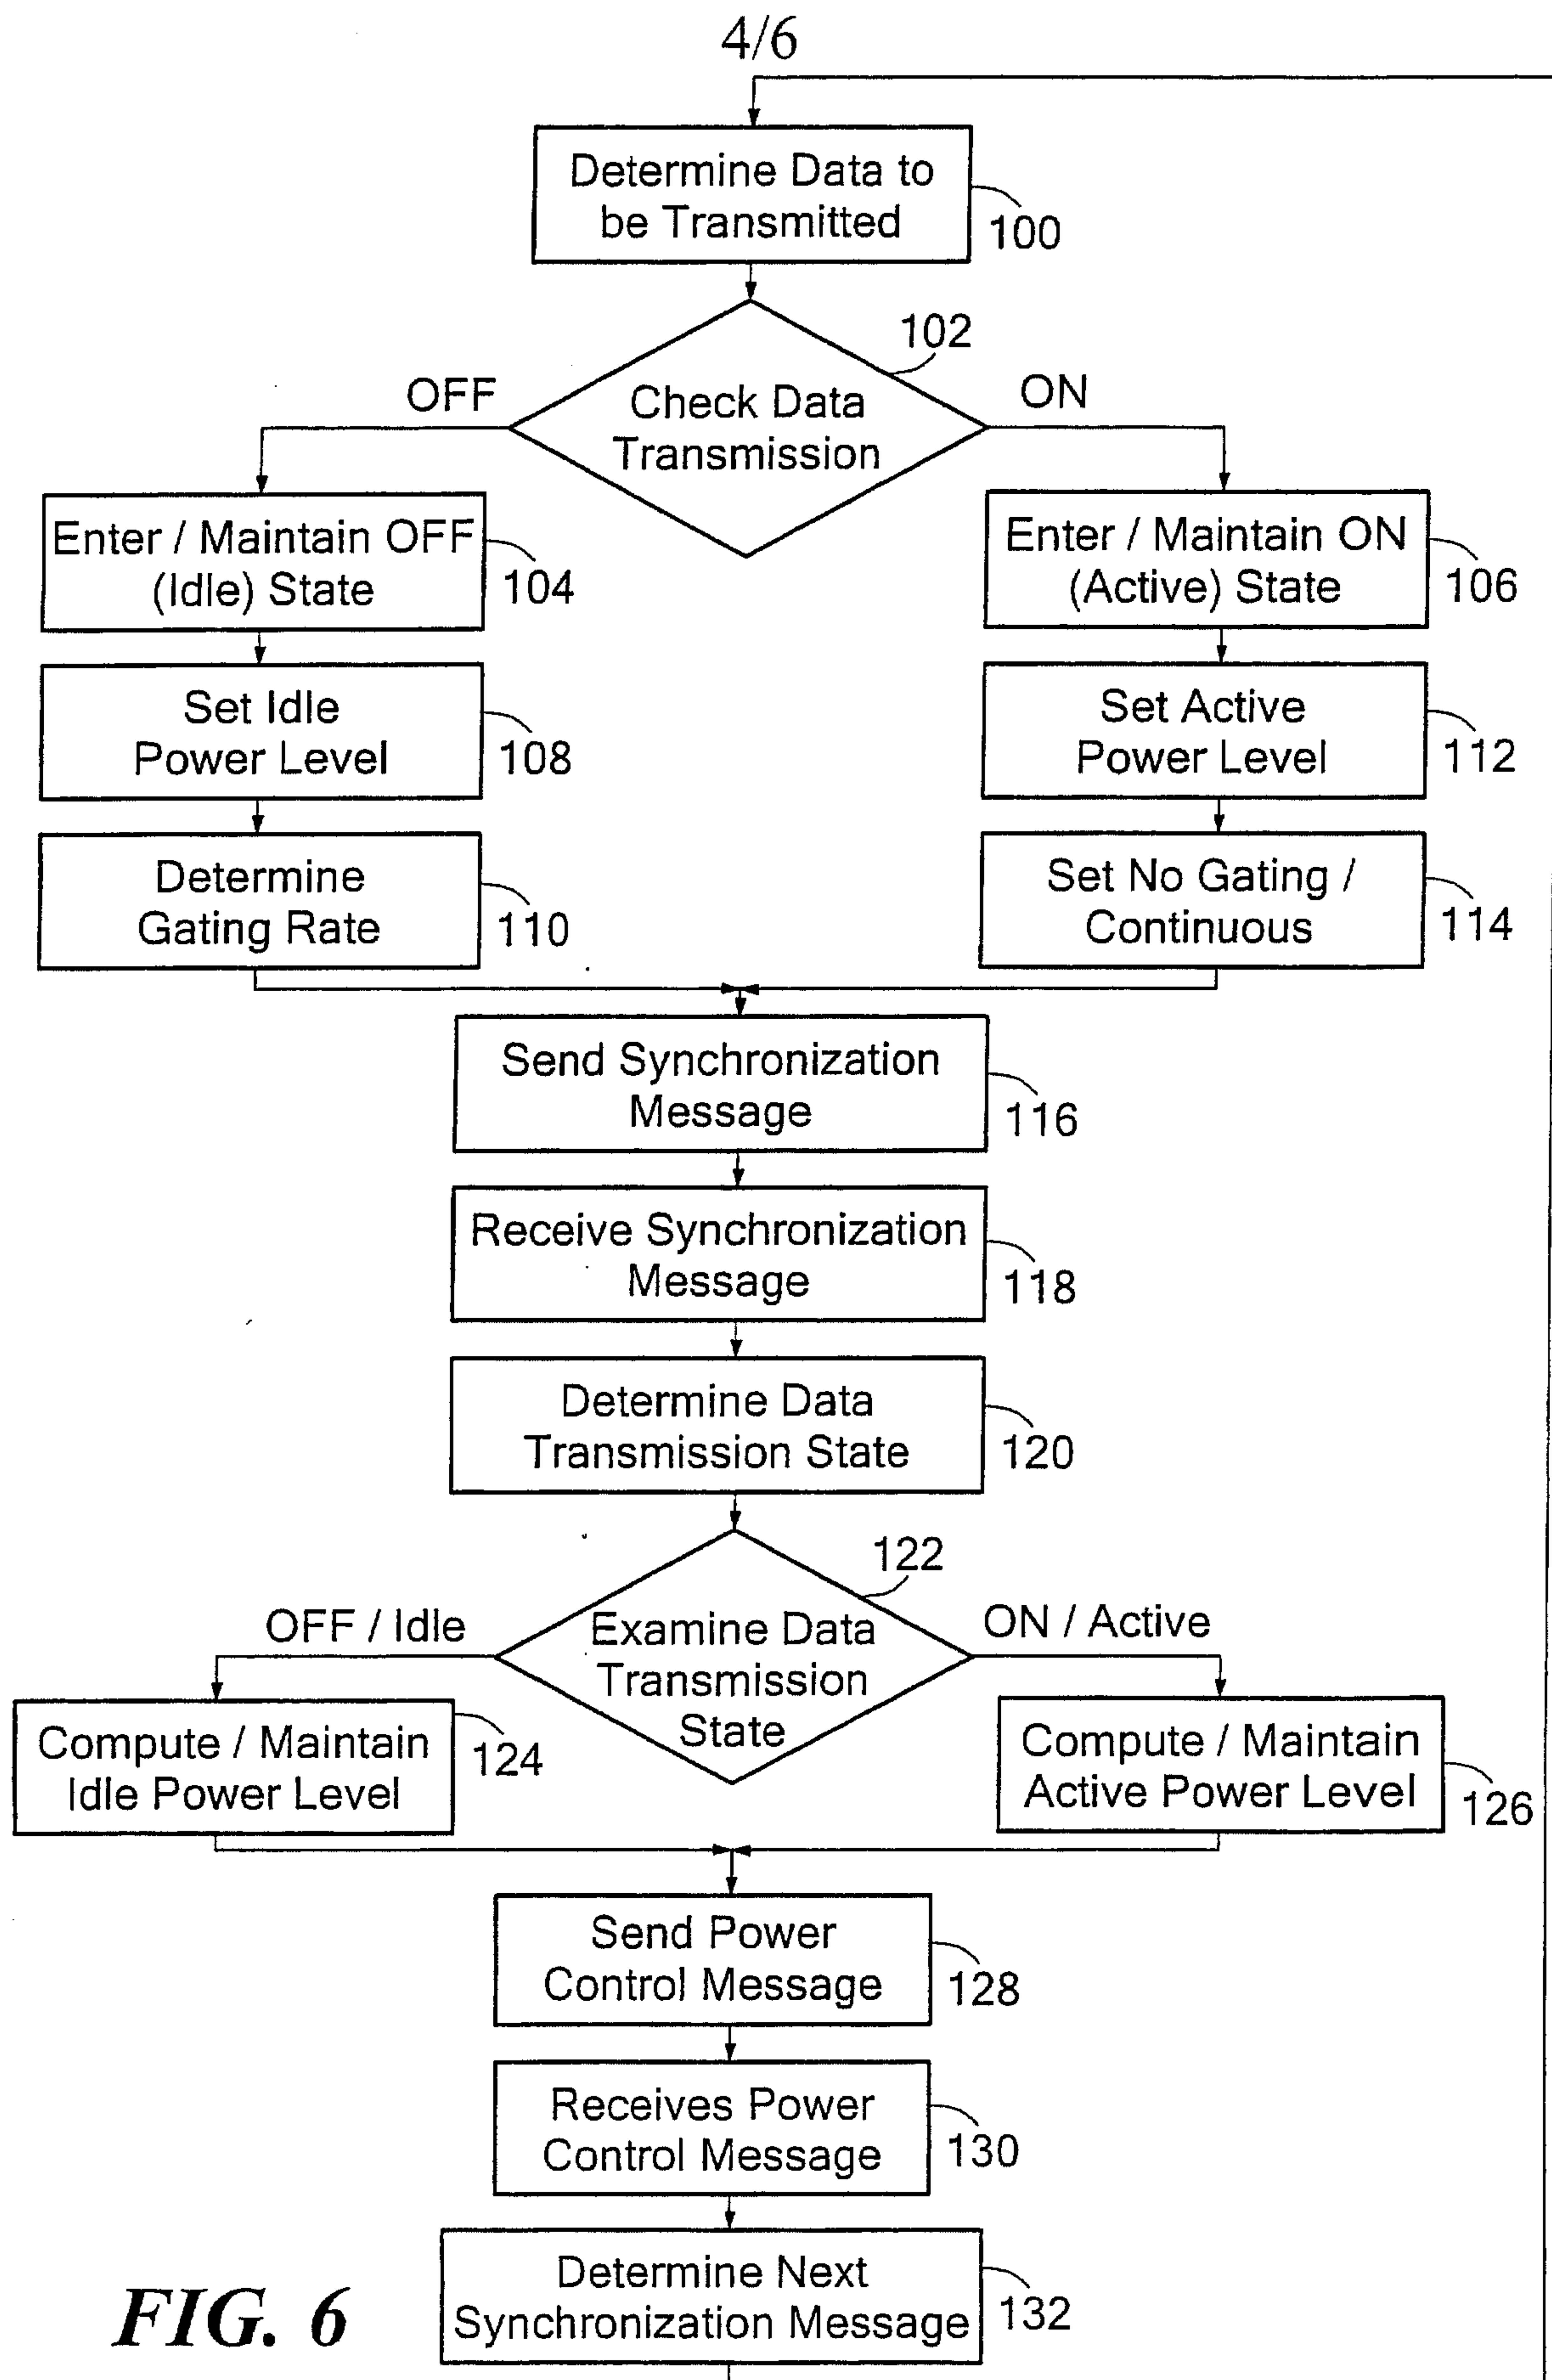 4/6
Determine Data to
be Transmitted
100
102
OFF
Check Data
Transmission
ON
Enter / Maintain OFF
(Idle) State
104
Enter / Maintain ON
(Active) State
106
Set Idle
Power Level
108
Set Active
Power Level
112
Determine
Gating Rate
110
Set No Gating /
Continuous
114
Send Synchronization
Message
116
Receive Synchronization
Message
118
Determine Data
Transmission State
120
122
OFF / Idle
Examine Data
Transmission
State
ON / Active
Compute / Maintain
Idle Power Level
124
Compute / Maintain
Active Power Level
126
Send Power
Control Message
128
Receives Power
Control Message
130
Determine Next
Synchronization Message
132
FIG. 6